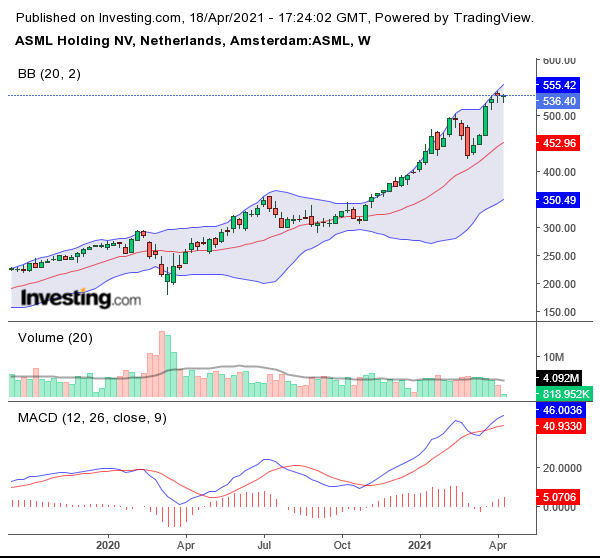 Published on Investing.com, 18/Apr/2021 - 17:24:02 GMT, Powered by TradingView.
ASML Holding NV, Netherlands, Amsterdam:ASML, W
BB (20, 2)
600.00
555.42
536.40
500.00
452.96
400.00
350.49
300.00
250.00
200.00
150.00
Investing.com
Volume (20)
10M
4.092M
818.952K
MACD (12, 26, close, 9)
46.0036
40.9330
20.0000
5.0706
0.0000
2020 Apr Jul Oct 2021 Apr